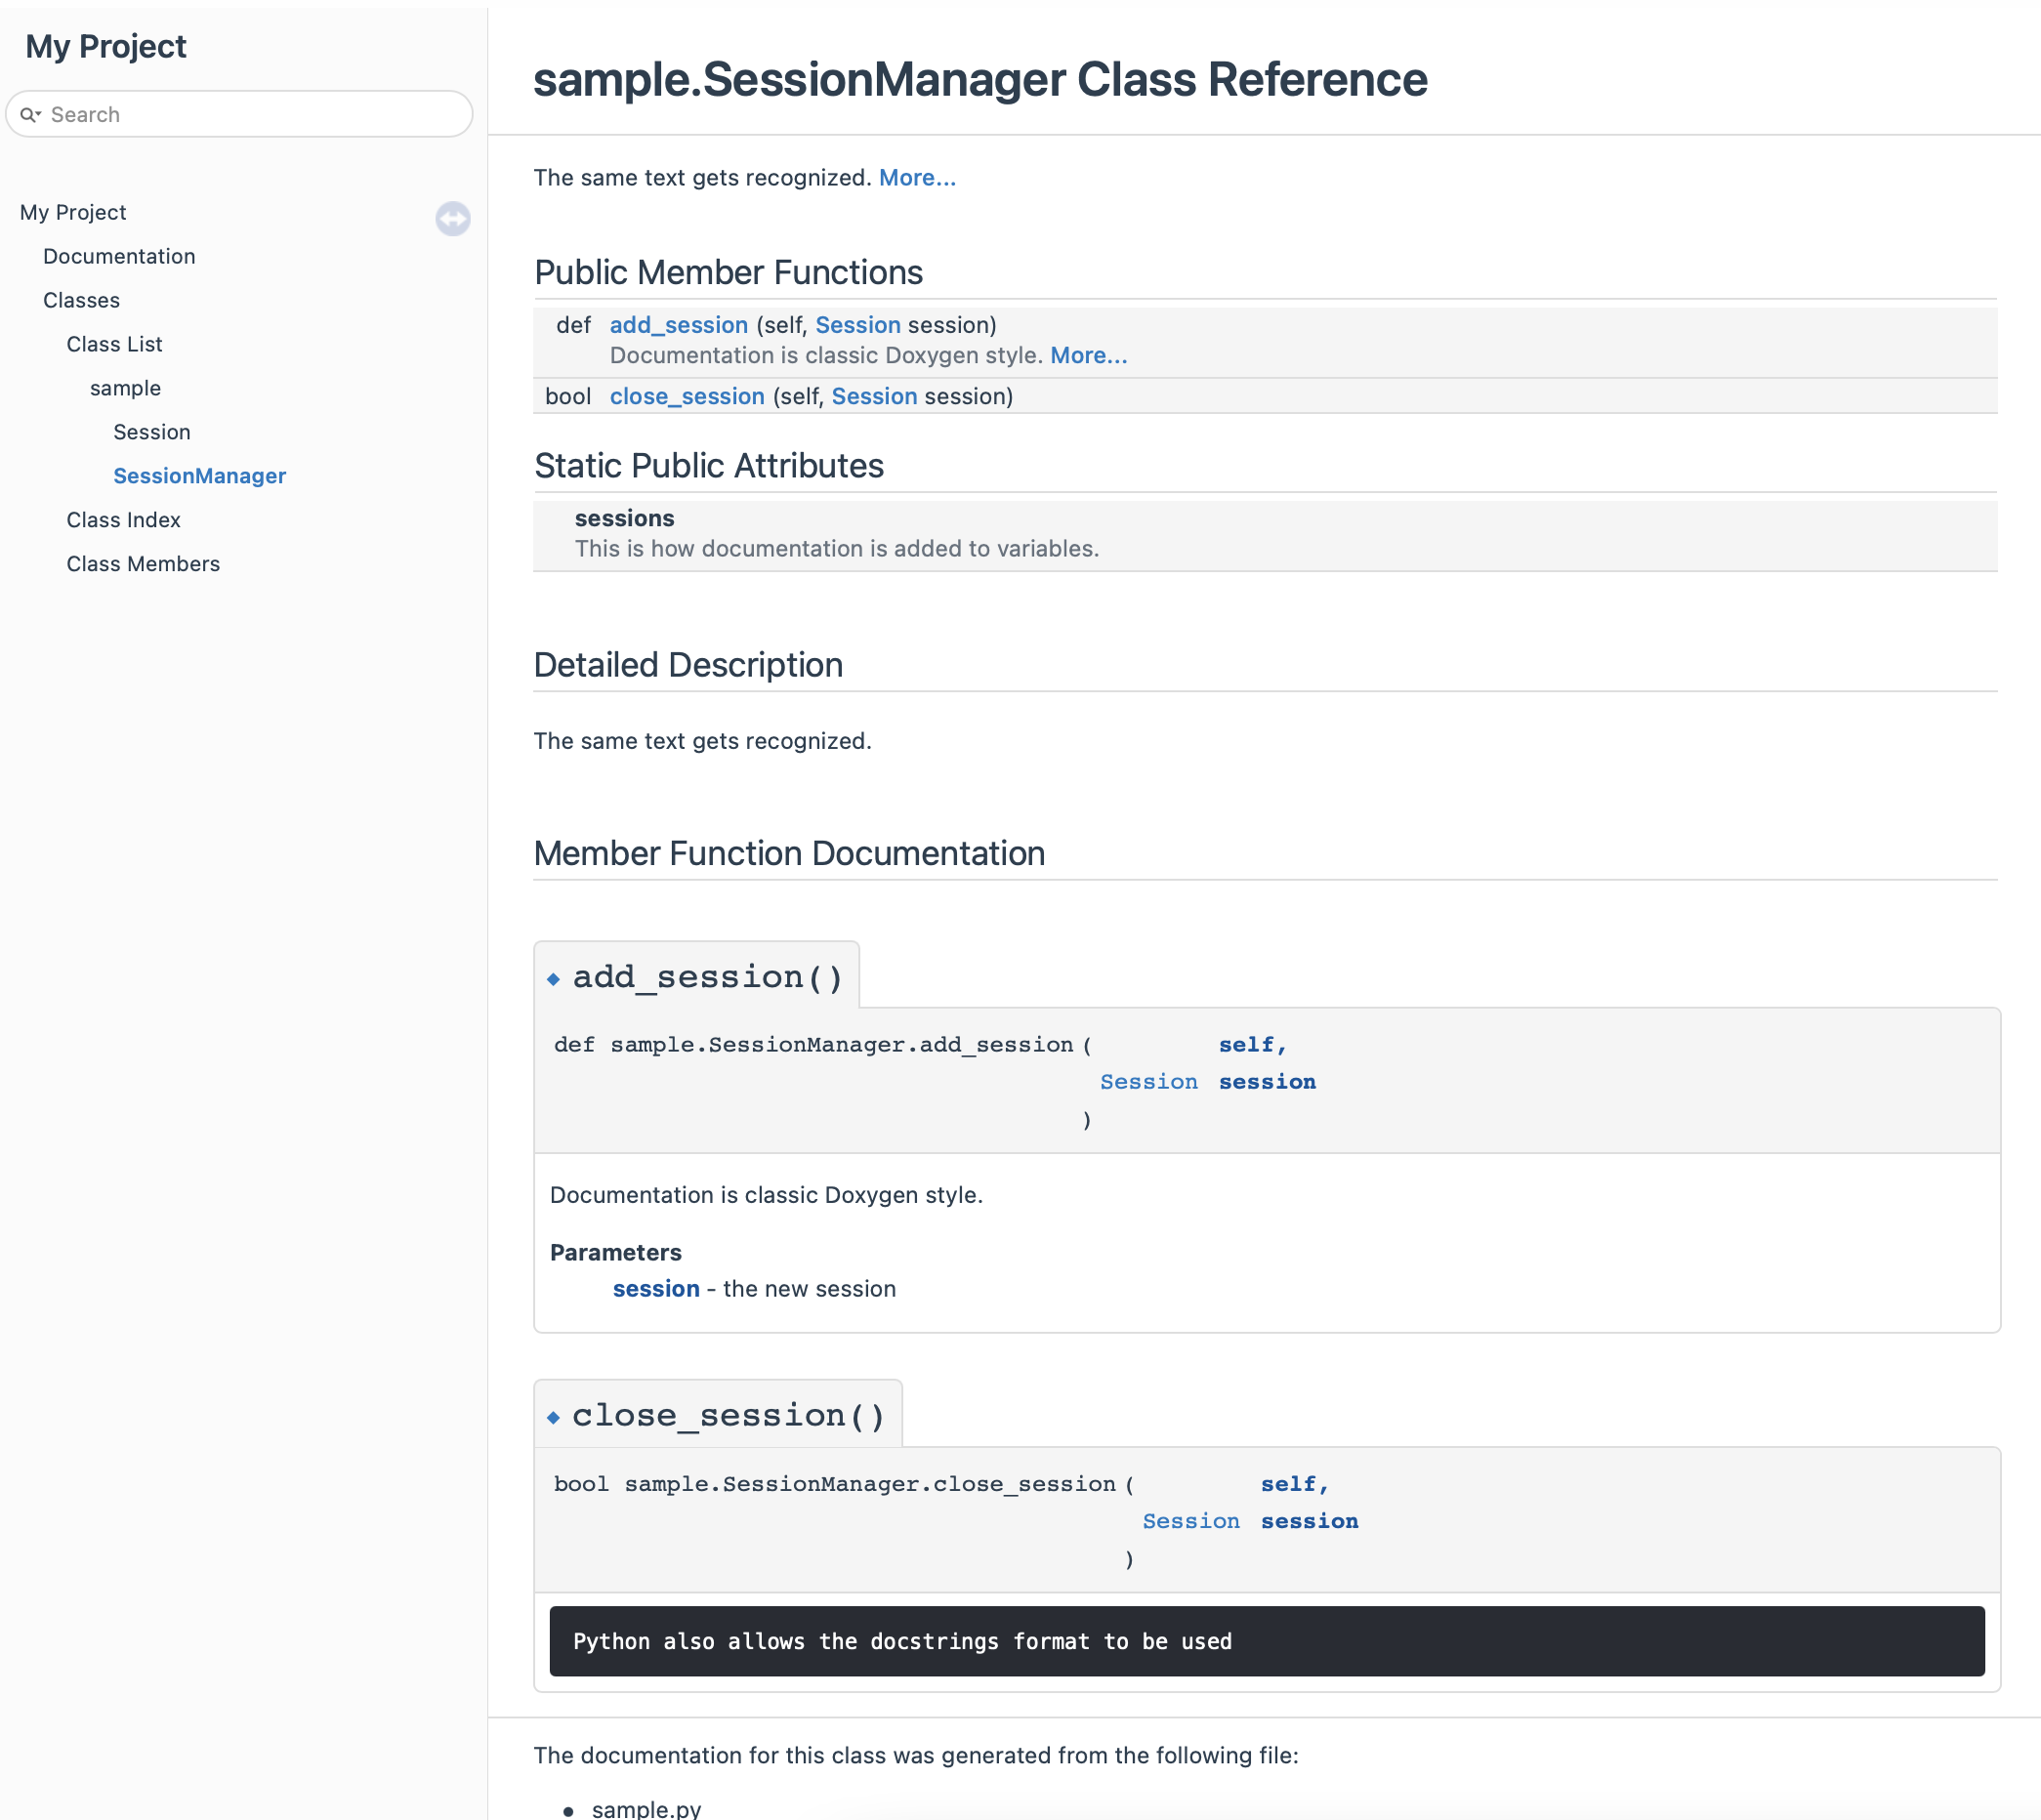 My Project
Search
My Project
Documentation
Classes
Class List
sample
Session
SessionManager
Class Index
Class Members
sample.SessionManager Class Reference
The same text gets recognized. More...
Public Member Functions
def add_session (self, Session session)
Documentation is classic Doxygen style. More...
bool close_session (self, Session session)
Static Public Attributes
sessions
This is how documentation is added to variables.
Detailed Description
The same text gets recognized.
Member Function Documentation
◆ add_session()
def sample.SessionManager.add_session ( self,
Session session
)
Documentation is classic Doxygen style.
Parameters
session - the new session
◆ close_session()
bool sample.SessionManager.close_session ( self,
Session session
)
Python also allows the docstrings format to be used
The documentation for this class was generated from the following file:
• sample.py